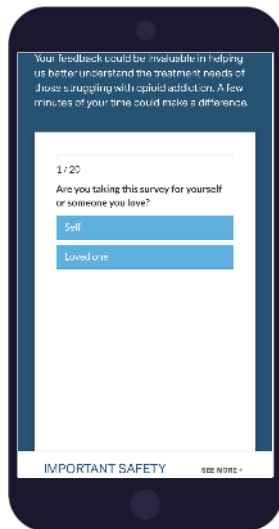 Your feedback could be invaluable in helping
us better understand the treatment needs of
those struggling with opioid addiction. A few
minutes of your time could make a difference.
1 / 20
Are you taking this survey for yourself
or someone you love?
Self
Loved one
IMPORTANT SAFETY
SEE MORE +